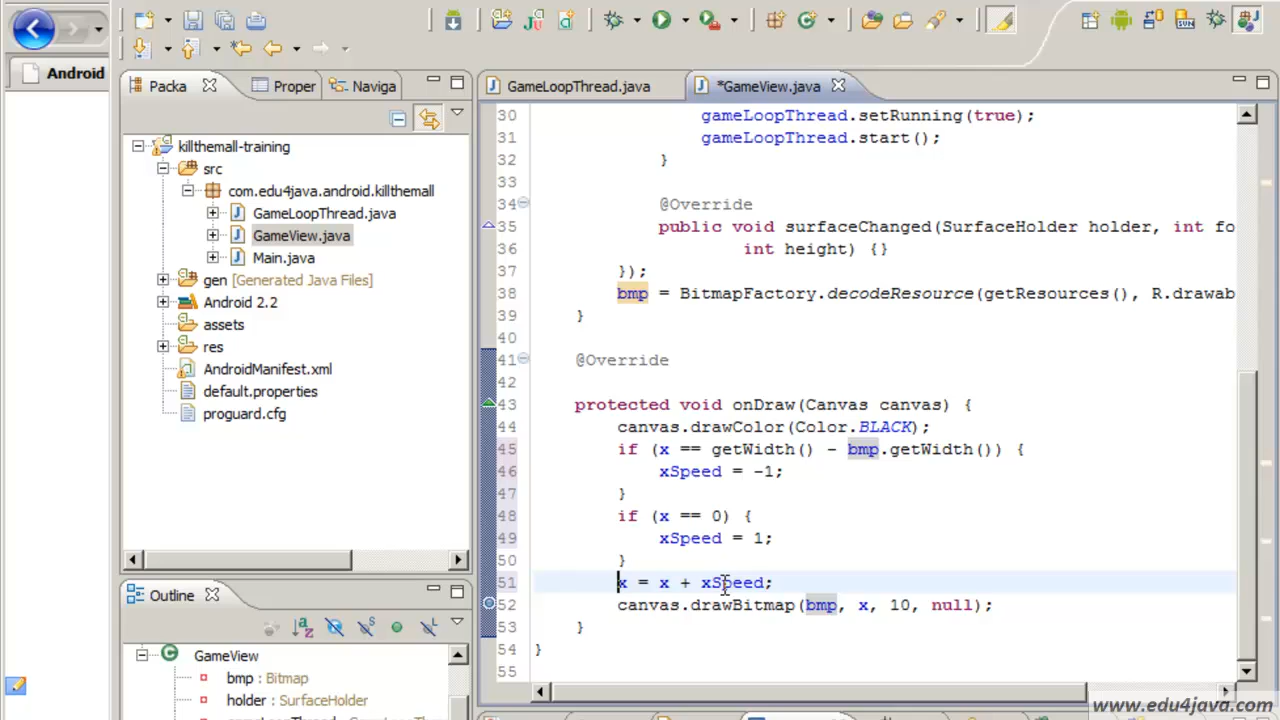 Android
Packa
Proper
Naviga
killthemall-training
src
com.edu4java.android.killthemall
GameLoopThread.java
GameView.java
Main.java
gen [Generated Java Files]
Android 2.2
assets
res
AndroidManifest.xml
default.properties
proguard.cfg
Outline
GameView
bmp : Bitmap
holder : SurfaceHolder
GameLoopThread.java
*GameView.java
30 gameLoopThread.setRunning(true);
31 gameLoopThread.start();
32 }
33
34 @Override
35 public void surfaceChanged(SurfaceHolder holder, int fo
36 int height) {}
37 });
38 bmp = BitmapFactory.decodeResource(getResources(), R.drawab
39 }
40
41 @Override
42
43 protected void onDraw(Canvas canvas) {
44 canvas.drawColor(Color.BLACK);
45 if (x == getWidth() - bmp.getWidth()) {
46 xSpeed = -1;
47 }
48 if (x == 0) {
49 xSpeed = 1;
50 }
51 x = x + xSpeed;
52 canvas.drawBitmap(bmp, x, 10, null);
53 }
54 }
55
www.edu4java.com